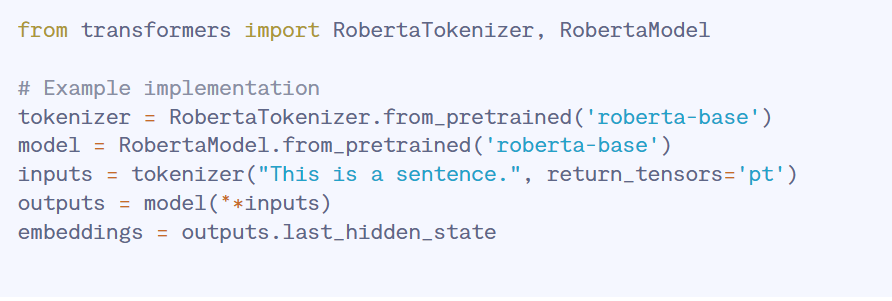 from transformers import RobertaTokenizer, RobertaModel
# Example implementation
tokenizer = RobertaTokenizer.from_pretrained('roberta-base')
model = RobertaModel.from_pretrained('roberta-base')
inputs = tokenizer("This is a sentence.", return_tensors='pt')
outputs = model(**inputs)
embeddings = outputs.last_hidden_state